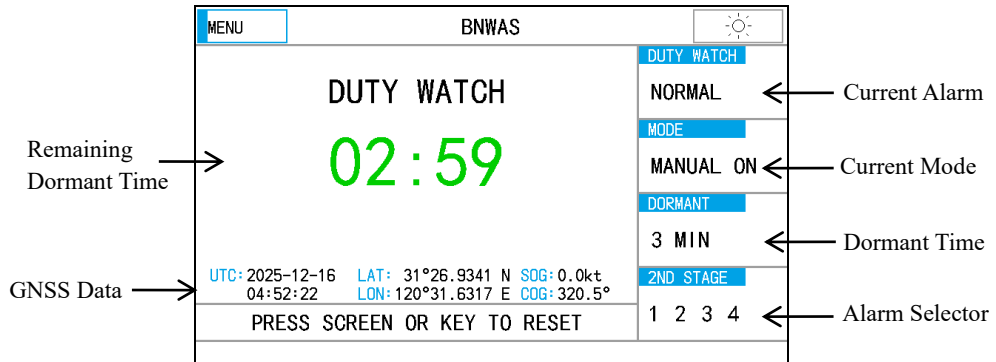 MENU
BNWAS
DUTY WATCH
02:59
Remaining
Dormant Time
UTC: 2025-12-16 LAT: 31°26.9341 N SOG: 0.0kt
04:52:22 LON: 120°31.6317 E COG: 320.5°
GNSS Data
PRESS SCREEN OR KEY TO RESET
DUTY WATCH
NORMAL
Current Alarm
MODE
MANUAL ON
Current Mode
DORMANT
3 MIN
Dormant Time
2ND STAGE
1 2 3 4
Alarm Selector